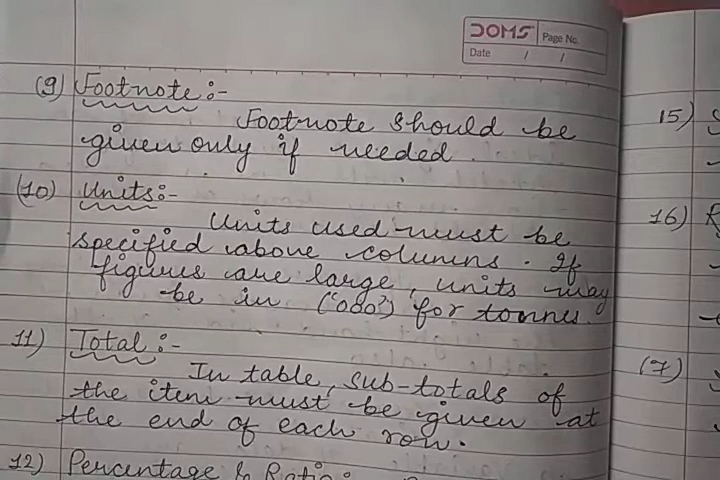 DOMS Page No.
Date / /
(9) Footnote :-
Footnote should be
given only if needed.
(10) Units :-
Units used must be
specified above columns. If
figures are large, units may
be in ('000') for tonnes.
11) Total :-
In table, sub-totals of
the item must be given at
the end of each row.
12) Percentage & Ratio :
15)
16)
(7)